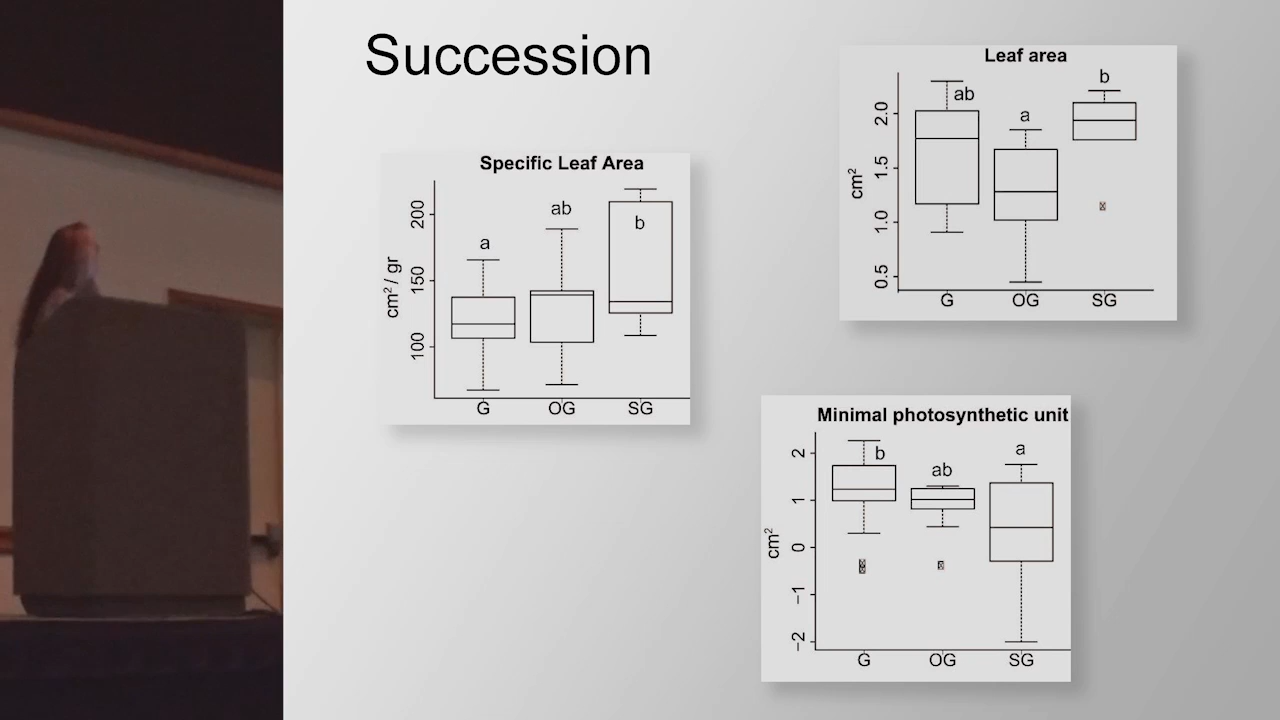 Succession
Specific Leaf Area
cm² / gr
200
150
100
a
ab
b
G OG SG
Leaf area
cm²
2.0
1.5
1.0
0.5
ab
a
b
G OG SG
Minimal photosynthetic unit
cm²
2
1
0
−1
−2
b
ab
a
G OG SG